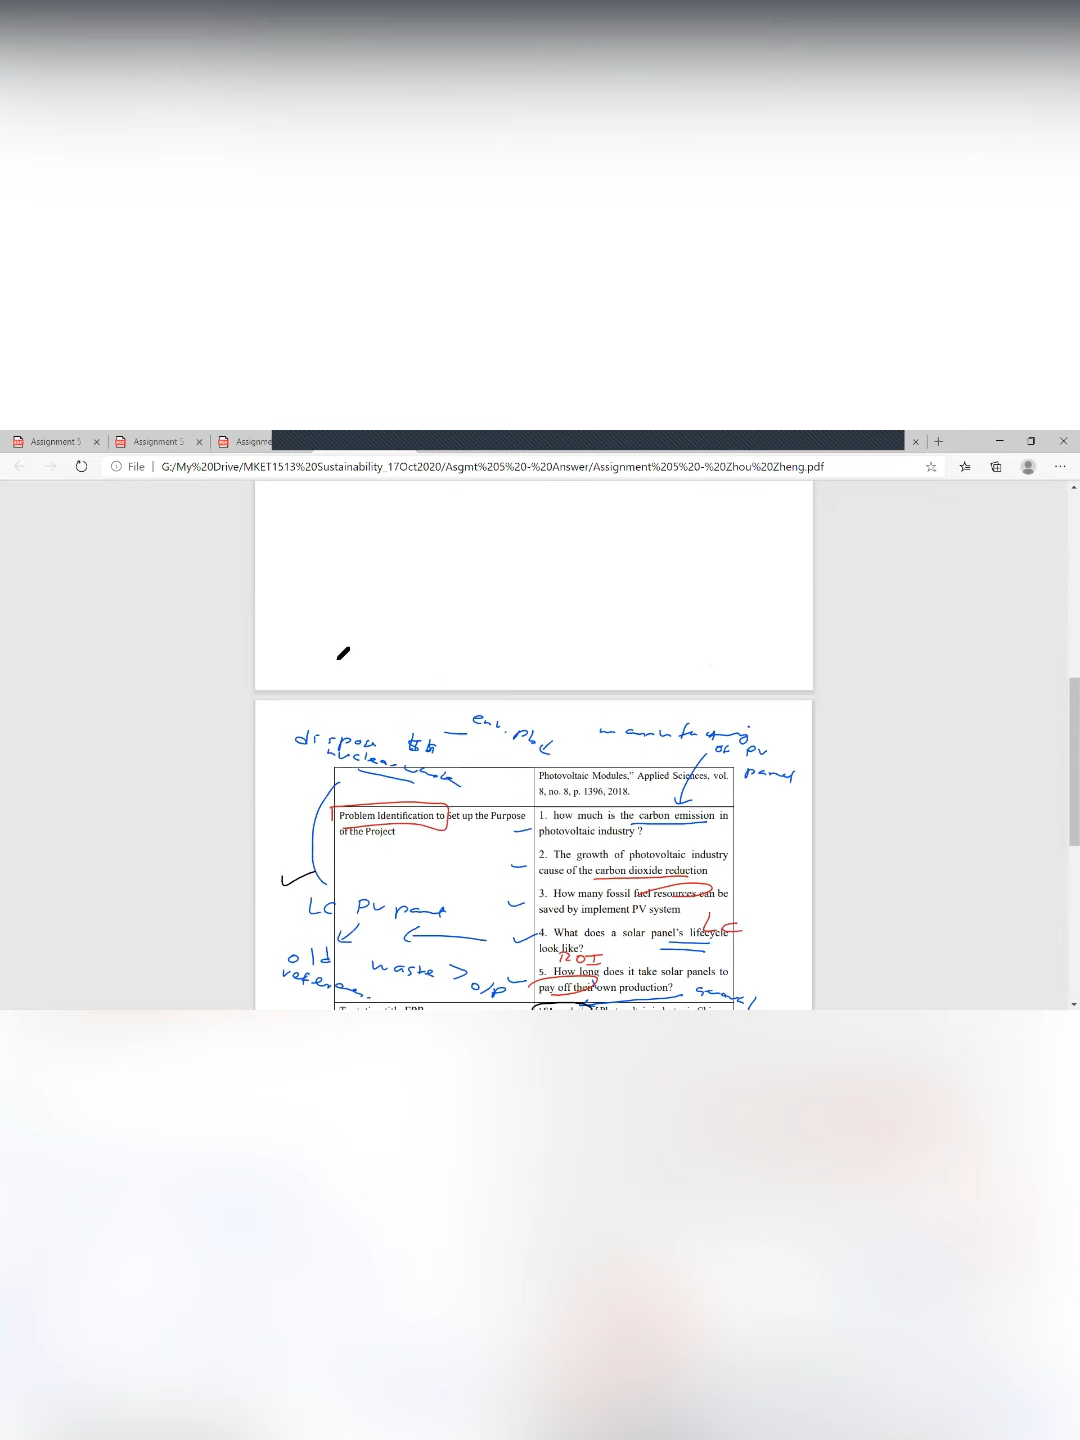 Assignment 5
Assignment 5
Assignme
File | G:/My%20Drive/MKET1513%20Sustainability_17Oct2020/Asgmt%205%20-%20Answer/Assignment%205%20-%20Zhou%20Zheng.pdf
env. pb
manufacturing
of PV
panel
dispose $$
nuclear waste
Photovoltaic Modules,” Applied Sciences, vol.
8, no. 8, p. 1396, 2018.
Problem Identification to Set up the Purpose
of the Project
1. how much is the carbon emission in
photovoltaic industry ?
2. The growth of photovoltaic industry
cause of the carbon dioxide reduction
3. How many fossil fuel resources can be
saved by implement PV system
LC
4. What does a solar panel’s lifecycle
look like?
ROI
5. How long does it take solar panels to
pay off their own production?
general
LC PV panel
old
reference.
waste >
o/p